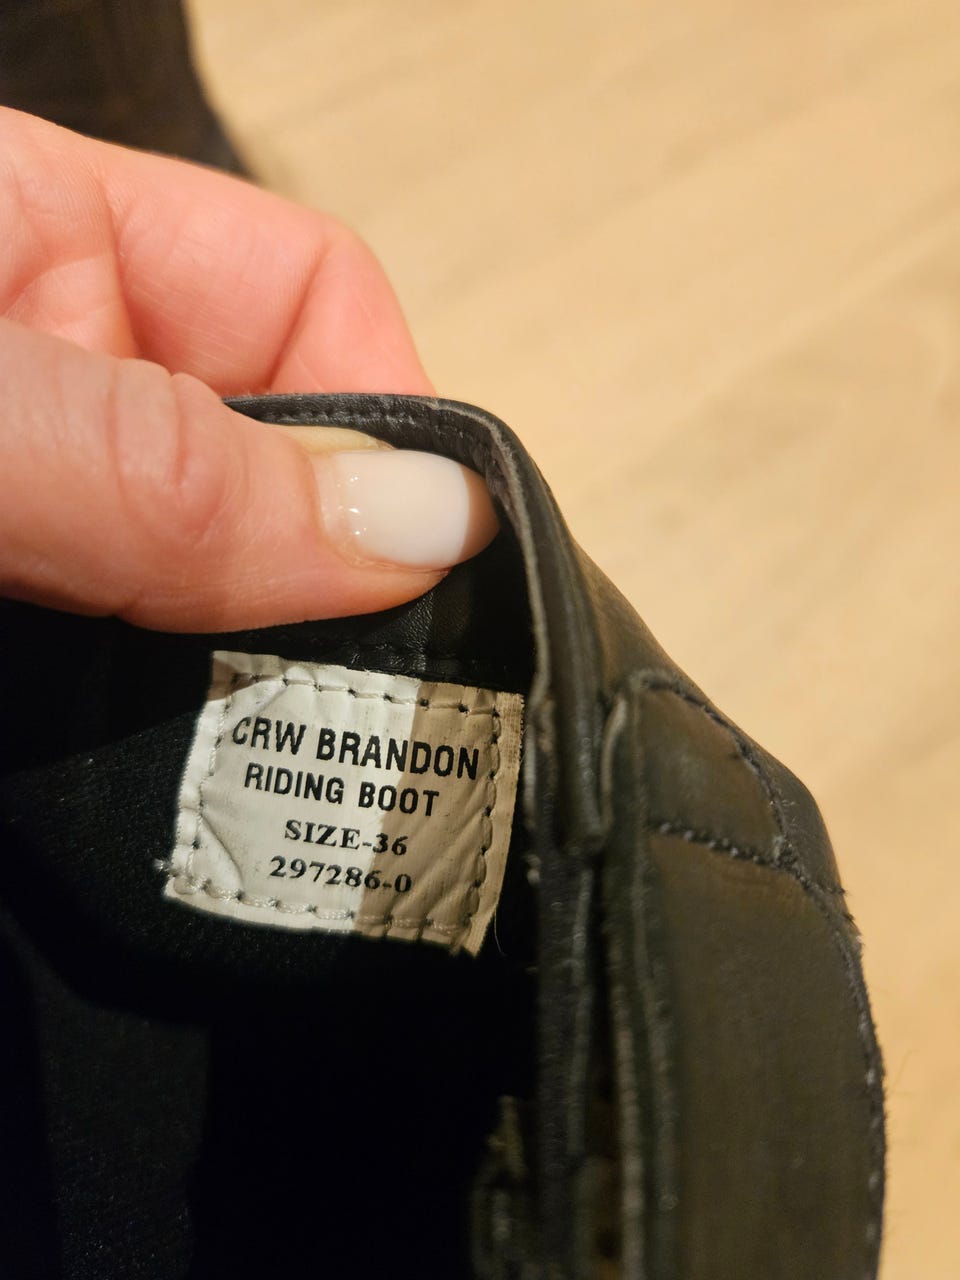 CRW BRANDON
RIDING BOOT
SIZE-36
297286-0